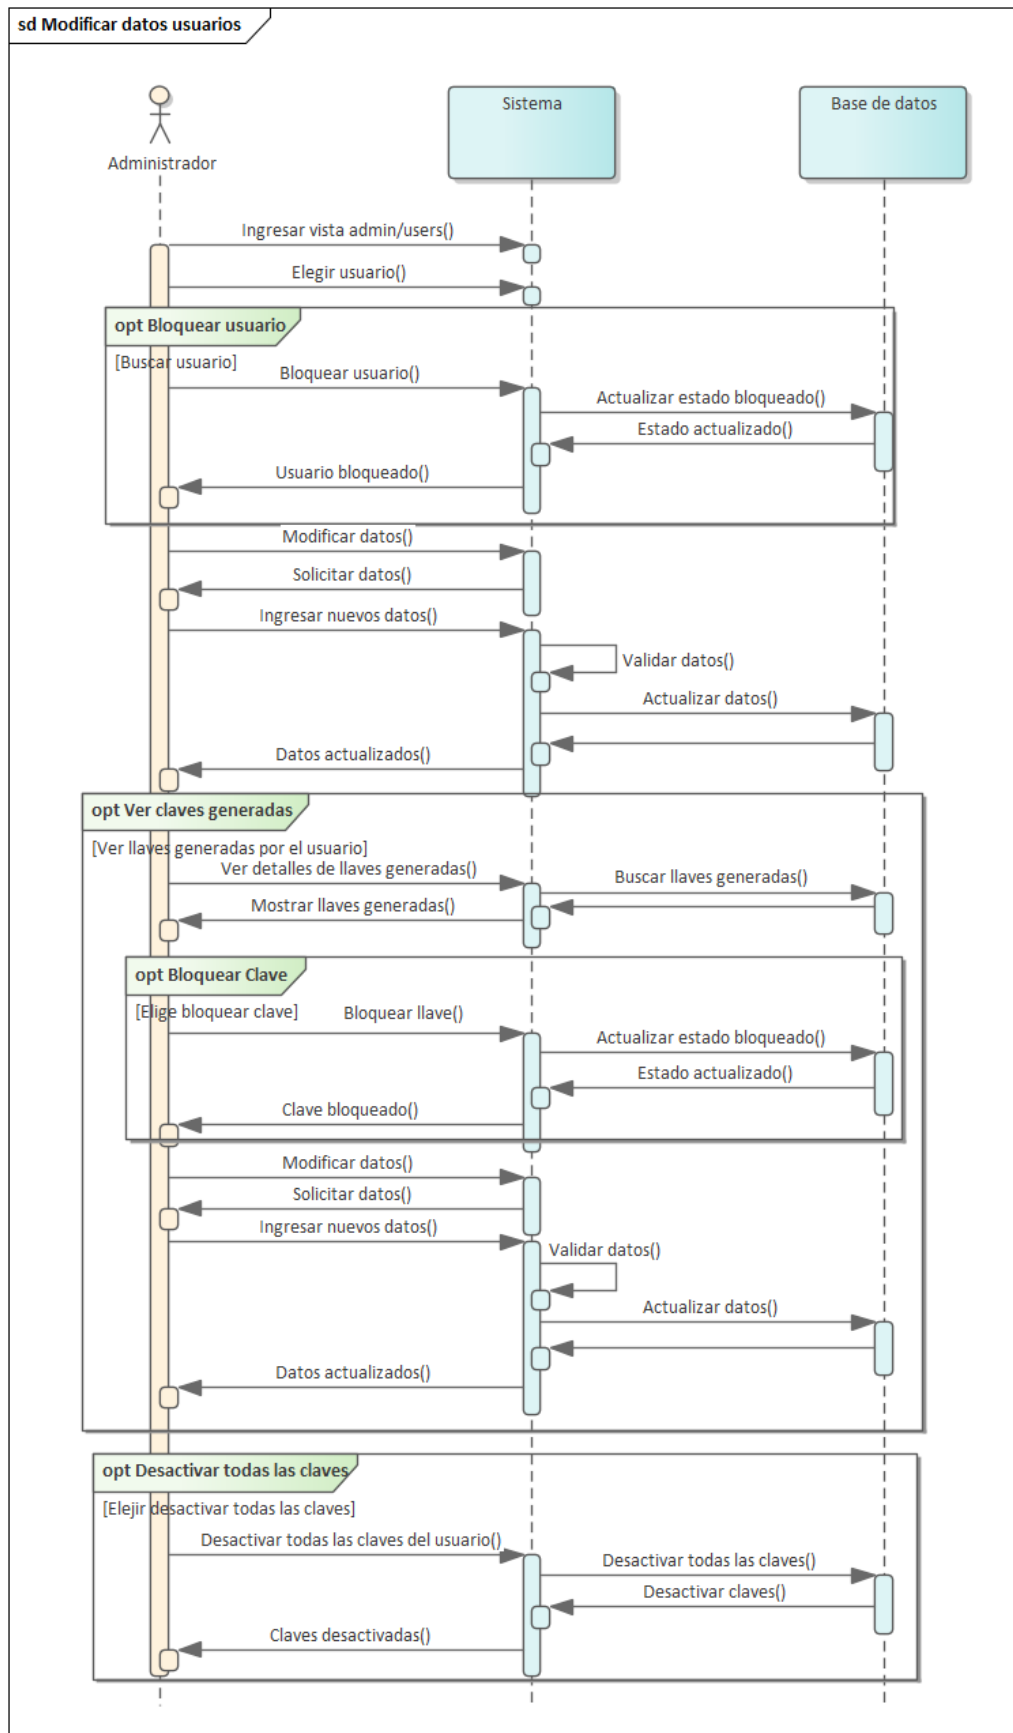 sd Modificar datos usuarios
Administrador
Sistema
Base de datos
Ingresar vista admin/users()
Elegir usuario()
opt Bloquear usuario
[Buscar usuario]
Bloquear usuario()
Actualizar estado bloqueado()
Estado actualizado()
Usuario bloqueado()
Modificar datos()
Solicitar datos()
Ingresar nuevos datos()
Validar datos()
Actualizar datos()
Datos actualizados()
opt Ver claves generadas
[Ver llaves generadas por el usuario]
Ver detalles de llaves generadas()
Buscar llaves generadas()
Mostrar llaves generadas()
opt Bloquear Clave
[Elige bloquear clave]
Bloquear llave()
Actualizar estado bloqueado()
Estado actualizado()
Clave bloqueado()
Modificar datos()
Solicitar datos()
Ingresar nuevos datos()
Validar datos()
Actualizar datos()
Datos actualizados()
opt Desactivar todas las claves
[Elejir desactivar todas las claves]
Desactivar todas las claves del usuario()
Desactivar todas las claves()
Desactivar claves()
Claves desactivadas()